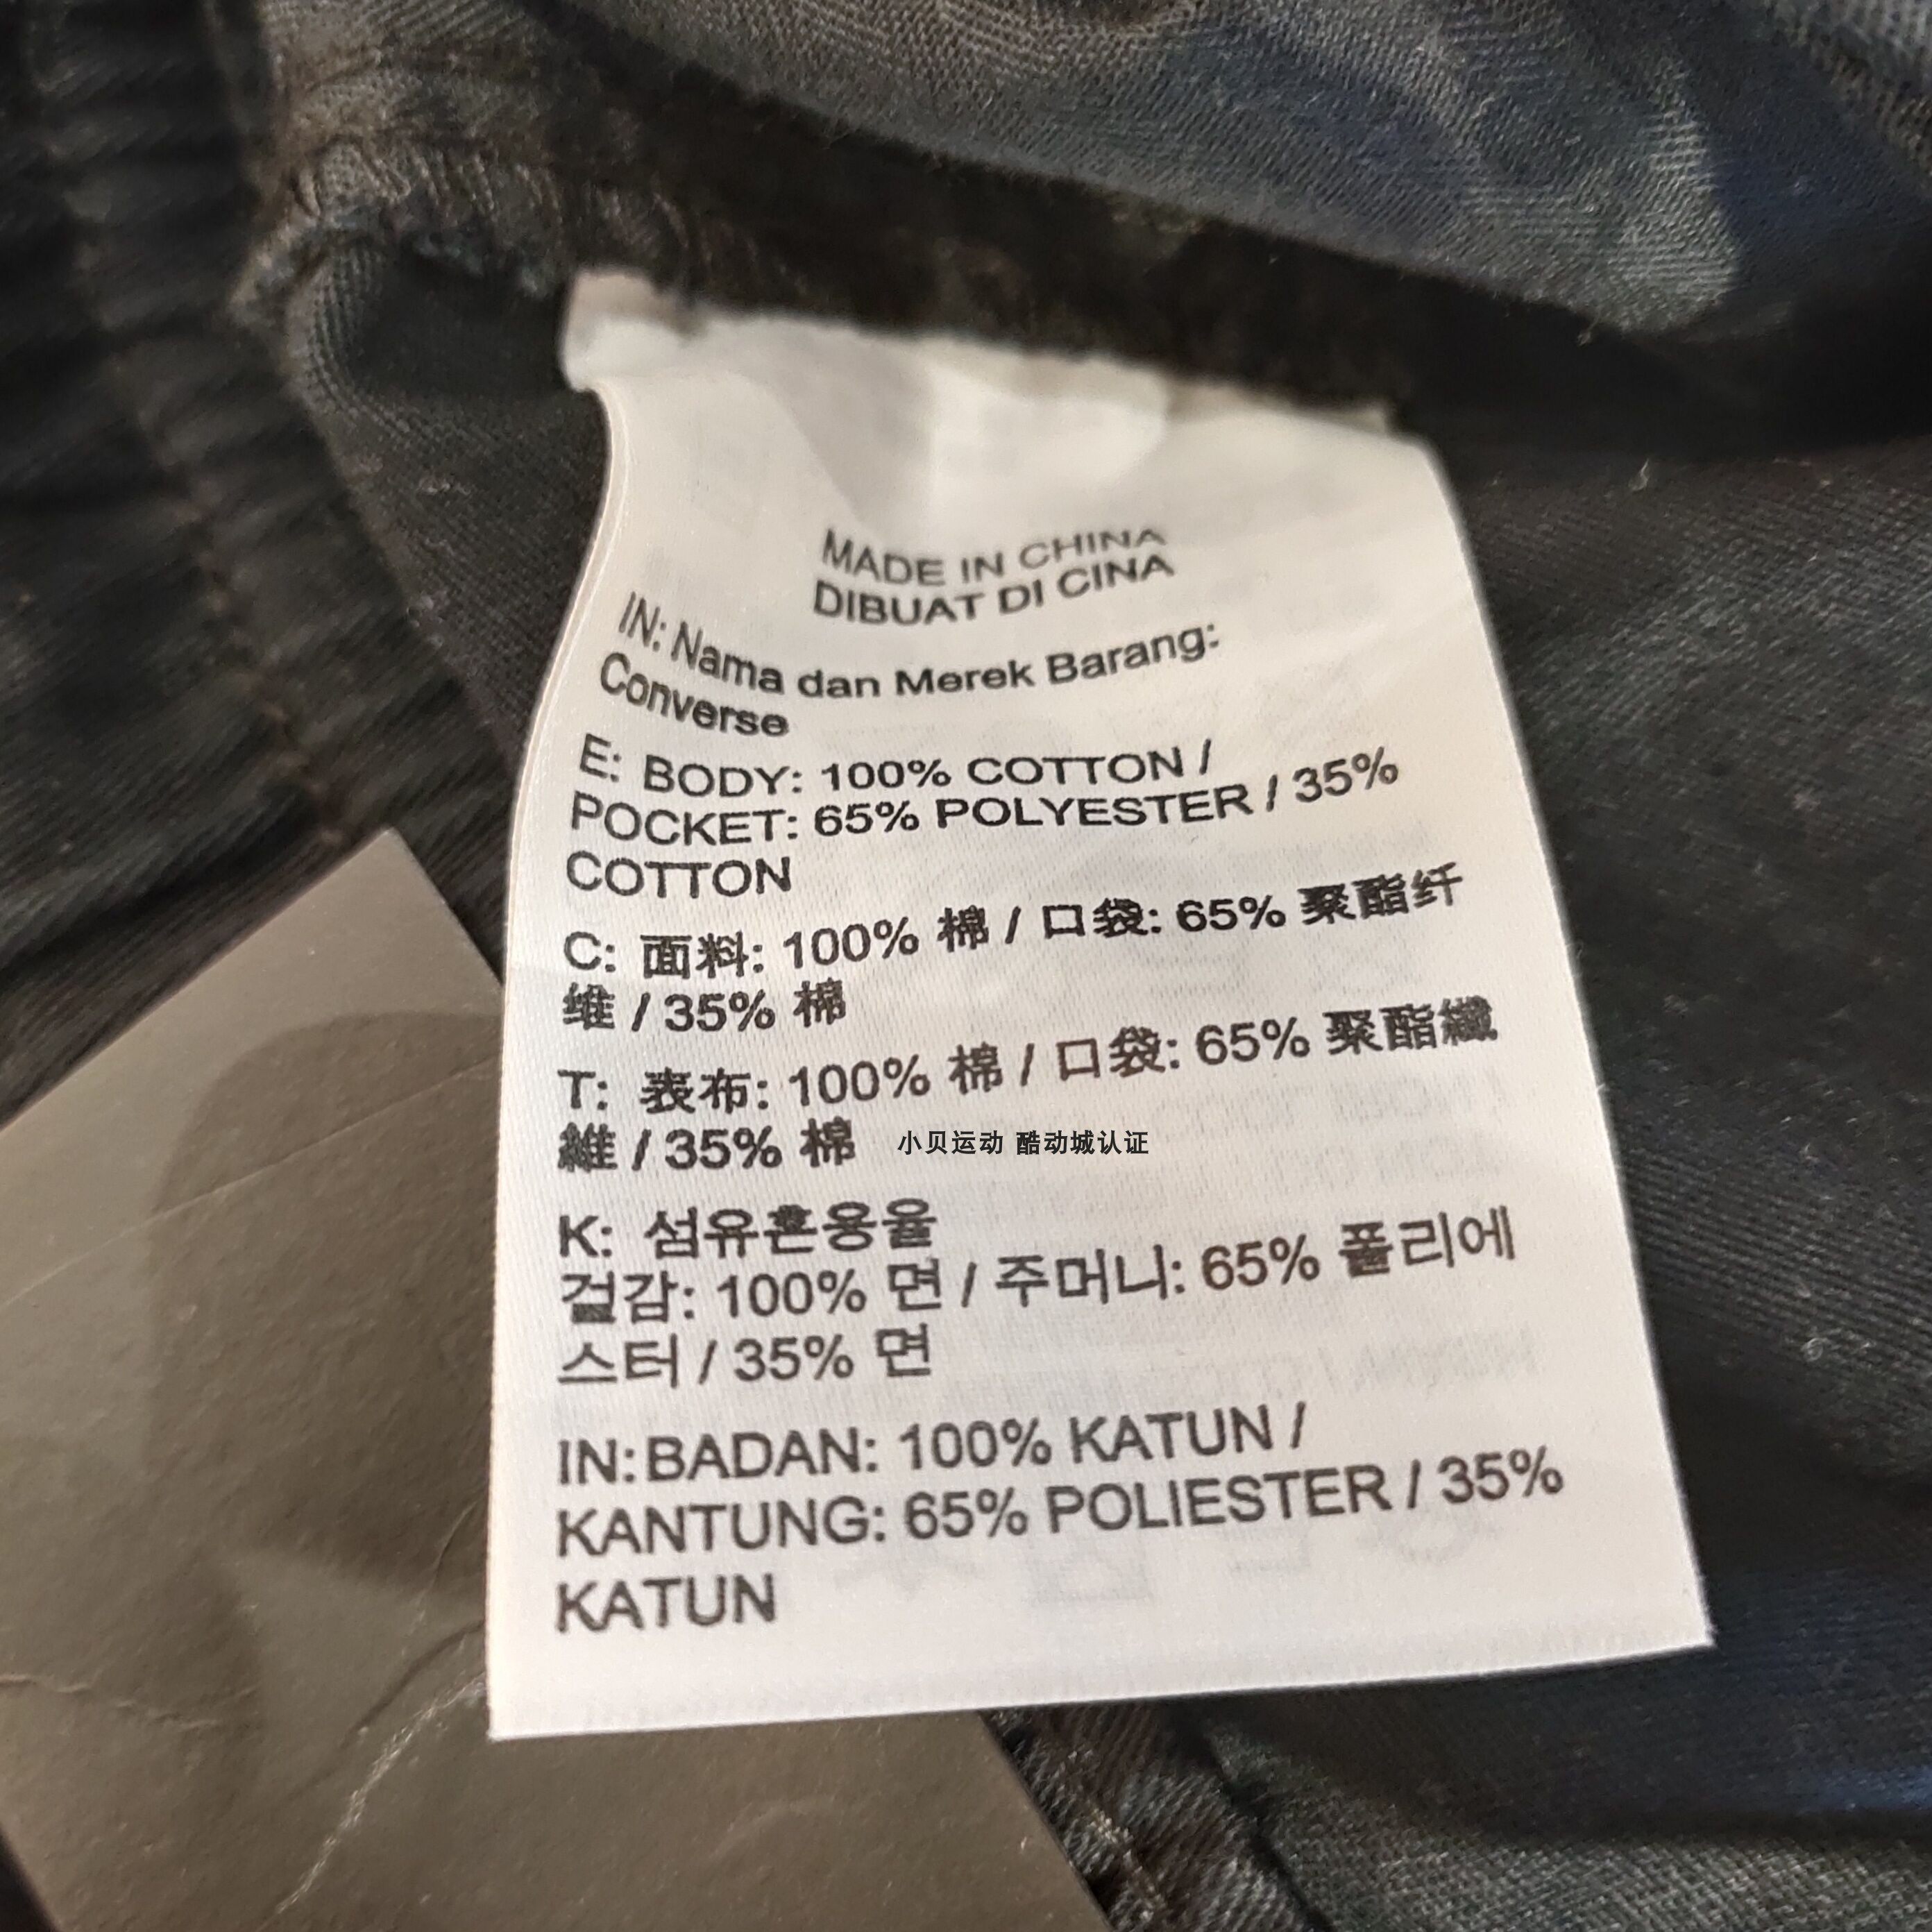 MADE IN CHINA
DIBUAT DI CINA
IN: Nama dan Merek Barang:
Converse
E: BODY: 100% COTTON /
POCKET: 65% POLYESTER / 35%
COTTON
C: 面料: 100% 棉 / 口袋: 65% 聚酯纤
维 / 35% 棉
T: 表布: 100% 棉 / 口袋: 65% 聚酯纖
維 / 35% 棉
小贝运动 酷动城认证
K: 섬유혼용율
겉감: 100% 면 / 주머니: 65% 폴리에
스터 / 35% 면
IN: BADAN: 100% KATUN /
KANTUNG: 65% POLIESTER / 35%
KATUN